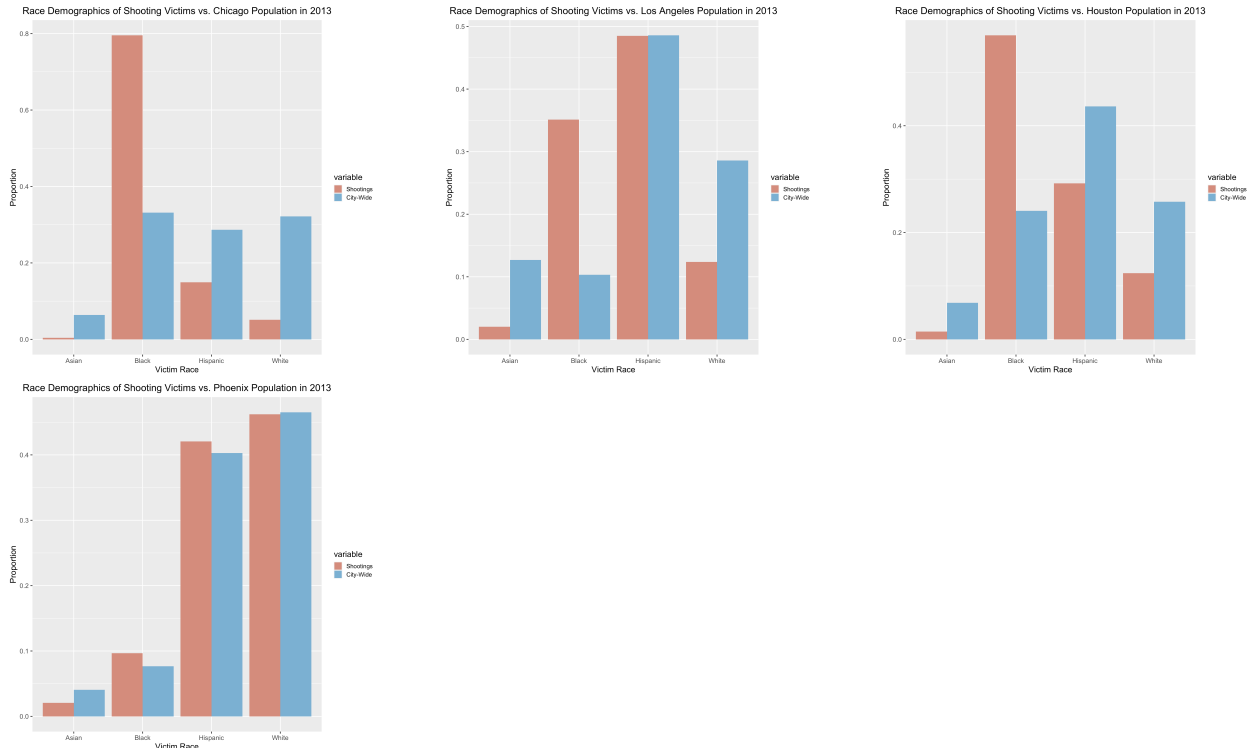 Race Demographics of Shooting Victims vs. Chicago Population in 2013
0.8
0.6
0.4
0.2
0.0
Proportion
Asian Black Hispanic White
Victim Race
variable
Shootings
City-Wide
Race Demographics of Shooting Victims vs. Los Angeles Population in 2013
0.5
0.4
0.3
0.2
0.1
0.0
Proportion
Asian Black Hispanic White
Victim Race
variable
Shootings
City-Wide
Race Demographics of Shooting Victims vs. Houston Population in 2013
0.4
0.2
0.0
Proportion
Asian Black Hispanic White
Victim Race
variable
Shootings
City-Wide
Race Demographics of Shooting Victims vs. Phoenix Population in 2013
0.4
0.3
0.2
0.1
0.0
Proportion
Asian Black Hispanic White
Victim Race
variable
Shootings
City-Wide